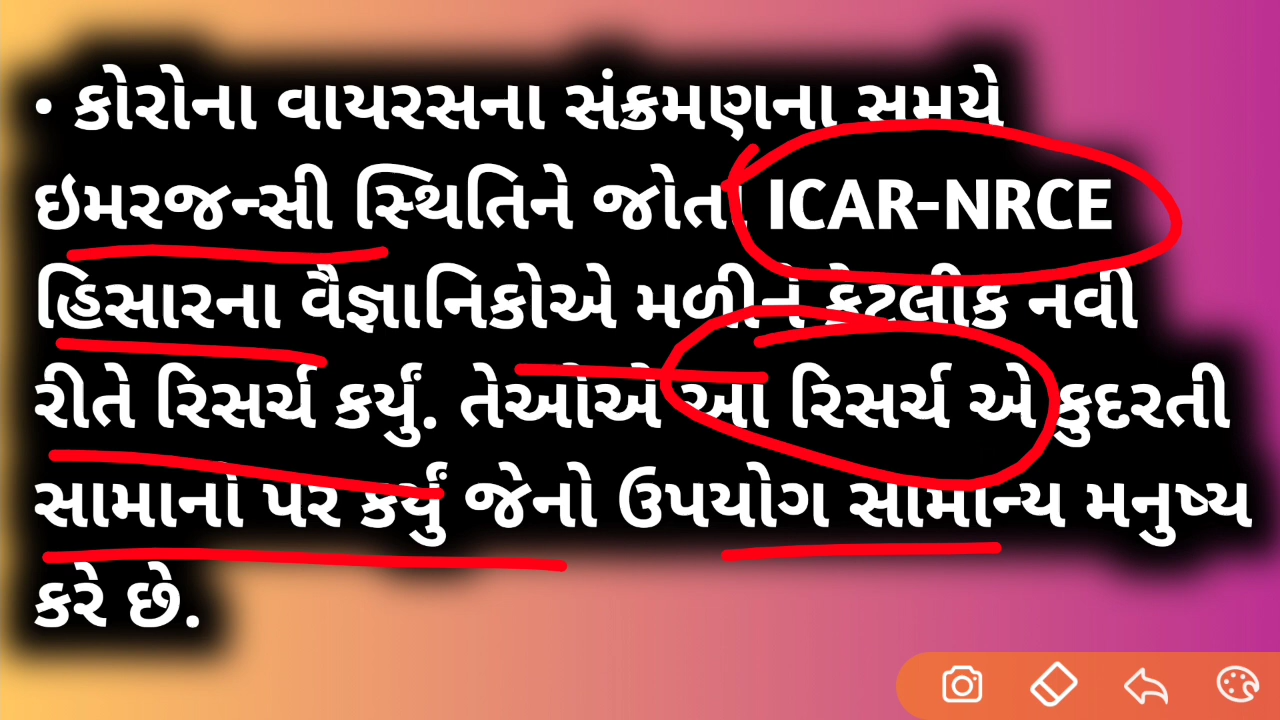 • કોરોના વાયરસના સંક્રમણના સમયે
ઇમરજન્સી સ્થિતિને જોતા ICAR-NRCE
હિસારના વૈજ્ઞાનિકોએ મળીને કેટલીક નવી
રીતે રિસર્ચ કર્યું. તેઓએ આ રિસર્ચ એ કુદરતી
સામાનો પર કર્યું જેનો ઉપયોગ સામાન્ય મનુષ્ય
કરે છે.